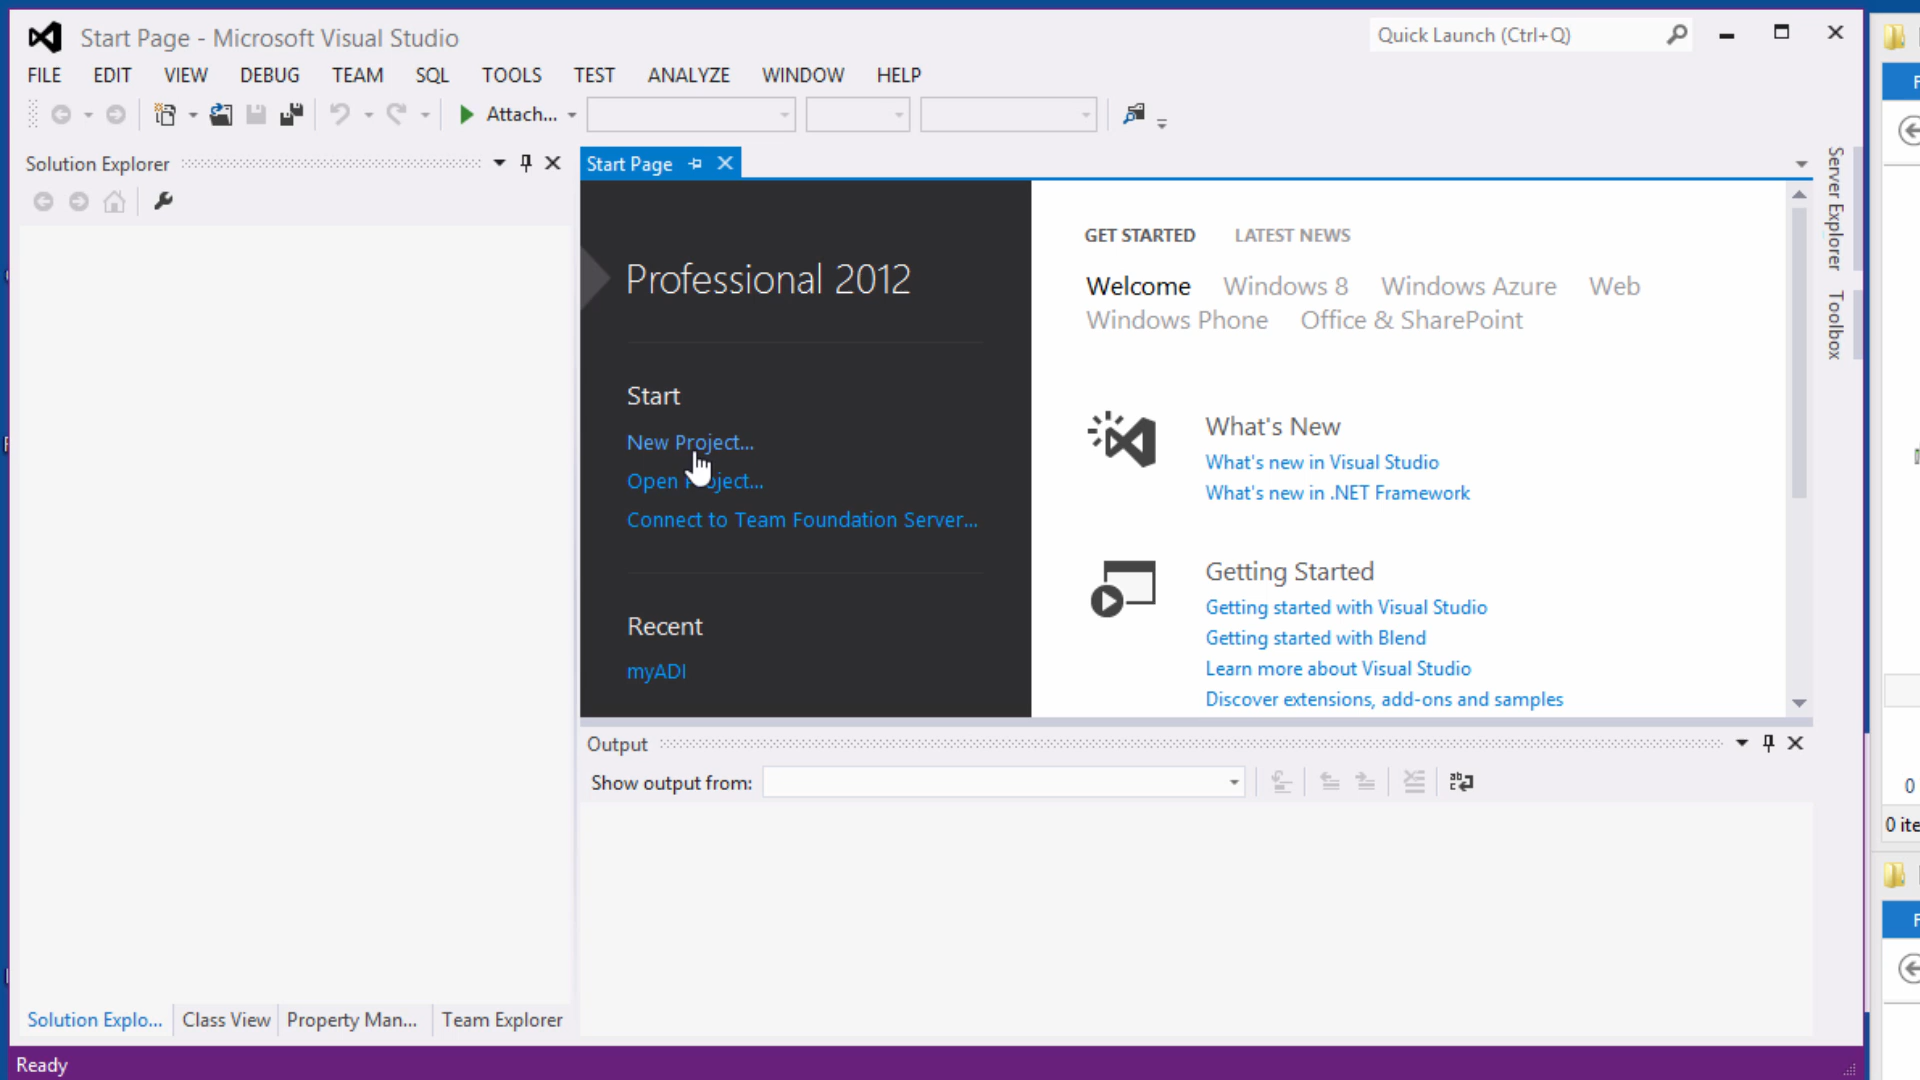 Start Page - Microsoft Visual Studio
Quick Launch (Ctrl+Q)
FILE EDIT VIEW DEBUG TEAM SQL TOOLS TEST ANALYZE WINDOW HELP
Attach...
Solution Explorer
Start Page
Server Explorer
Toolbox
Professional 2012
Start
New Project...
Open
Connect to Team Foundation Server...
Recent
myADI
GET STARTED LATEST NEWS
Welcome Windows 8 Windows Azure Web
Windows Phone Office & SharePoint
What's New
What's new in Visual Studio
What's new in .NET Framework
Getting Started
Getting started with Visual Studio
Getting started with Blend
Learn more about Visual Studio
Discover extensions, add-ons and samples
Output
Show output from:
Solution Explo... Class View Property Man... Team Explorer
Ready
0
0 ite